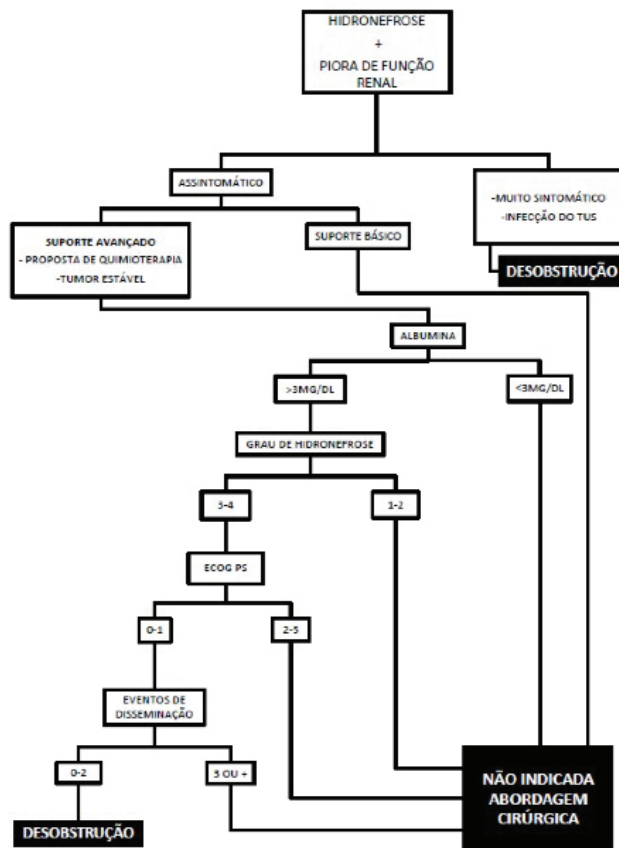 HIDRONEFROSE
+
PIORA DE FUNÇÃO
RENAL
ASSINTOMÁTICO
-MUITO SINTOMÁTICO
-INFECÇÃO DO TUS
DESOBSTRUÇÃO
SUPORTE AVANÇADO
- PROPOSTA DE QUIMIOTERAPIA
-TUMOR ESTÁVEL
SUPORTE BÁSICO
ALBUMINA
>3MG/DL
<3MG/DL
GRAU DE HIDRONEFROSE
3-4
1-2
ECOG PS
0-1
2-5
EVENTOS DE
DISSEMINAÇÃO
0-2
3 OU +
DESOBSTRUÇÃO
NÃO INDICADA
ABORDAGEM
CIRÚRGICA